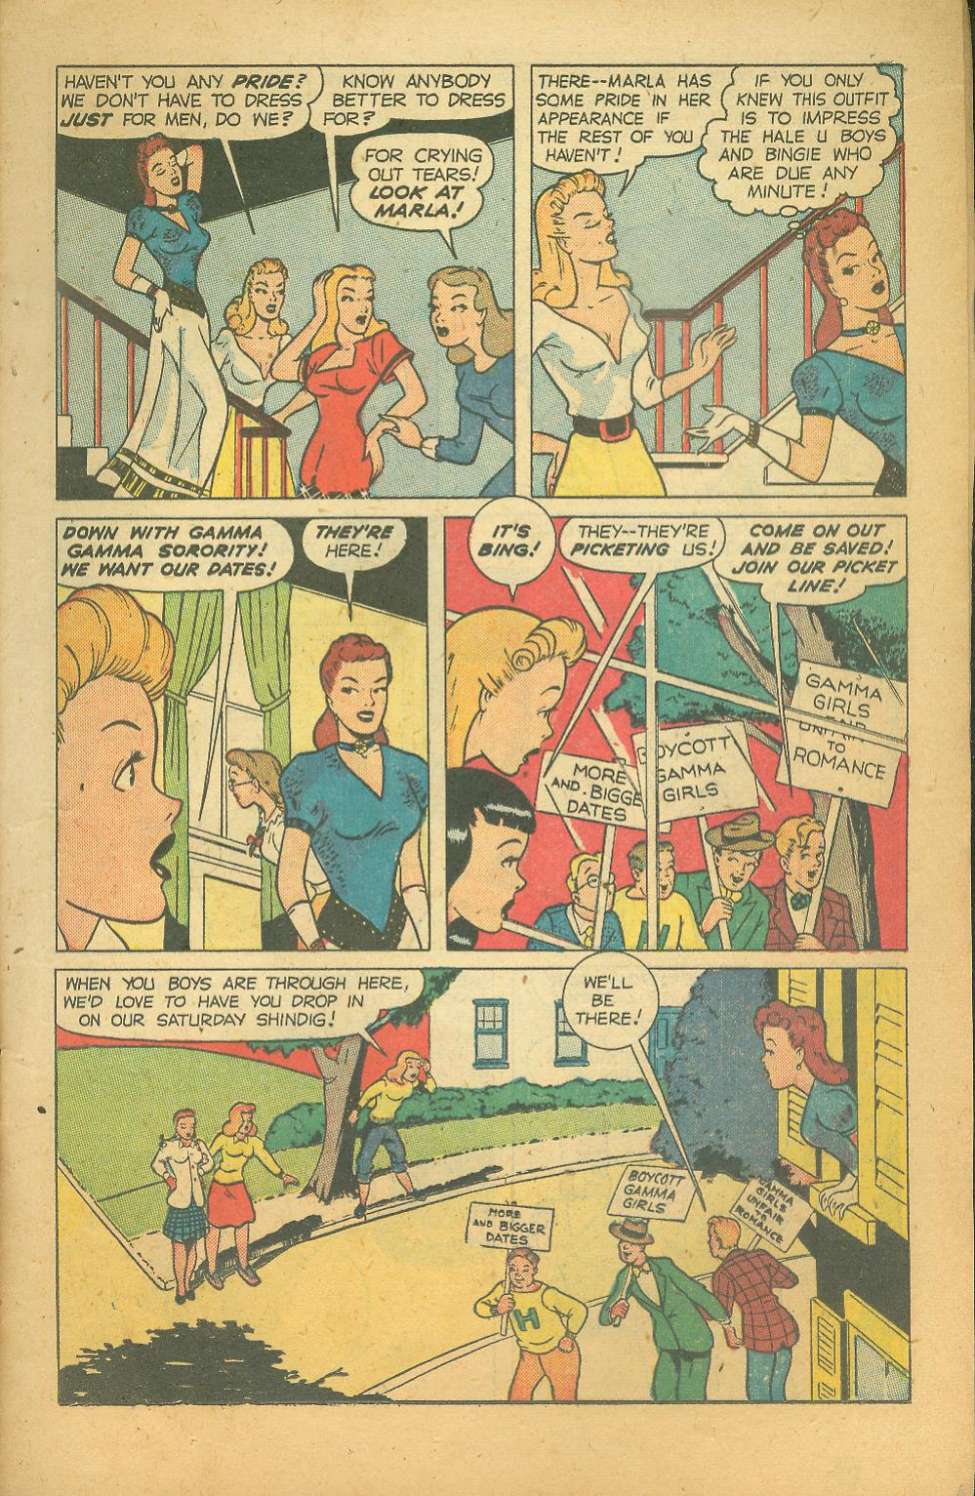 HAVEN'T YOU ANY PRIDE?
WE DON'T HAVE TO DRESS
JUST FOR MEN, DO WE?
KNOW ANYBODY
BETTER TO DRESS
FOR?
FOR CRYING
OUT TEARS!
LOOK AT
MARLA!
THERE--MARLA HAS
SOME PRIDE IN HER
APPEARANCE IF
THE REST OF YOU
HAVEN'T!
IF YOU ONLY
KNEW THIS OUTFIT
IS TO IMPRESS
THE HALE U BOYS
AND BINGIE WHO
ARE DUE ANY
MINUTE!
DOWN WITH GAMMA
GAMMA SORORITY!
WE WANT OUR DATES!
THEY'RE
HERE!
IT'S
BING!
THEY--THEY'RE
PICKETING US!
COME ON OUT
AND BE SAVED!
JOIN OUR PICKET
LINE!
MORE
AND BIGGE
DATES
BOYCOTT
GAMMA
GIRLS
GAMMA
GIRLS
UNFAIR
TO
ROMANCE
H
WHEN YOU BOYS ARE THROUGH HERE,
WE'D LOVE TO HAVE YOU DROP IN
ON OUR SATURDAY SHINDIG!
WE'LL
BE
THERE!
MORE
AND BIGGER
DATES
BOYCOTT
GAMMA
GIRLS
GAMMA
GIRLS
UNFAIR
TO
ROMANCE
H